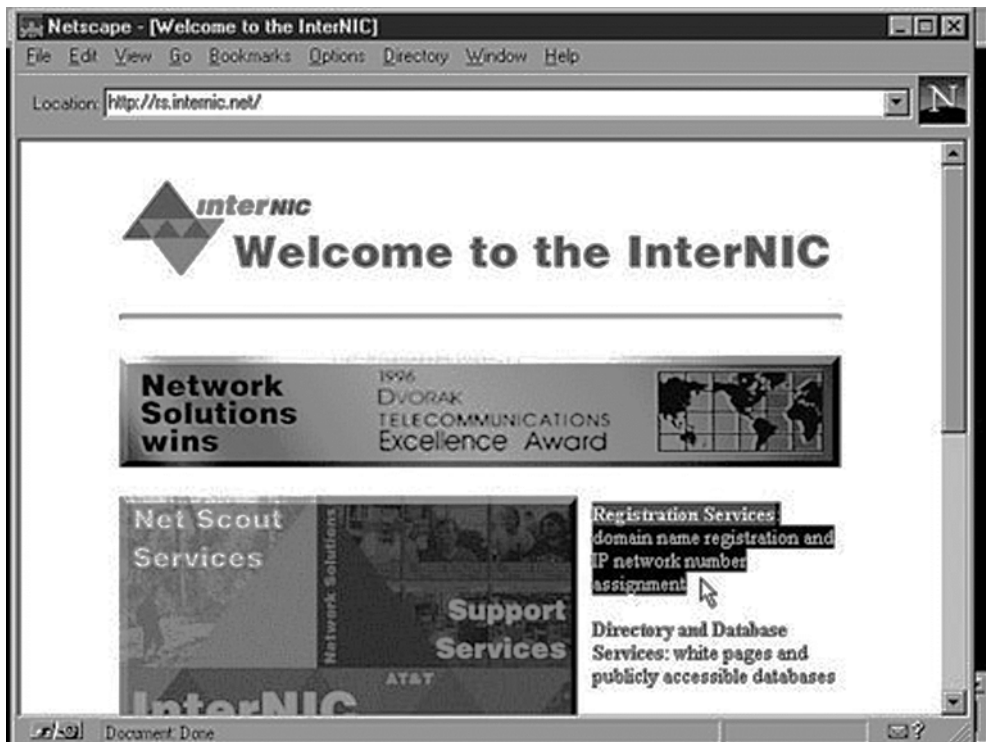 Netscape - [Welcome to the InterNIC]
File Edit View Go Bookmarks Options Directory Window Help
Location: http://rs.internic.net/
N
InterNIC
Welcome to the InterNIC
Network
Solutions
wins
1996
DVORAK
TELECOMMUNICATIONS
Excellence Award
Net Scout
Services
Network Solutions
Support
Services
AT&T
InterNIC
Registration Services:
domain name registration and
IP network number
assignment
Directory and Database
Services: white pages and
publicly accessible databases
Document: Done
?